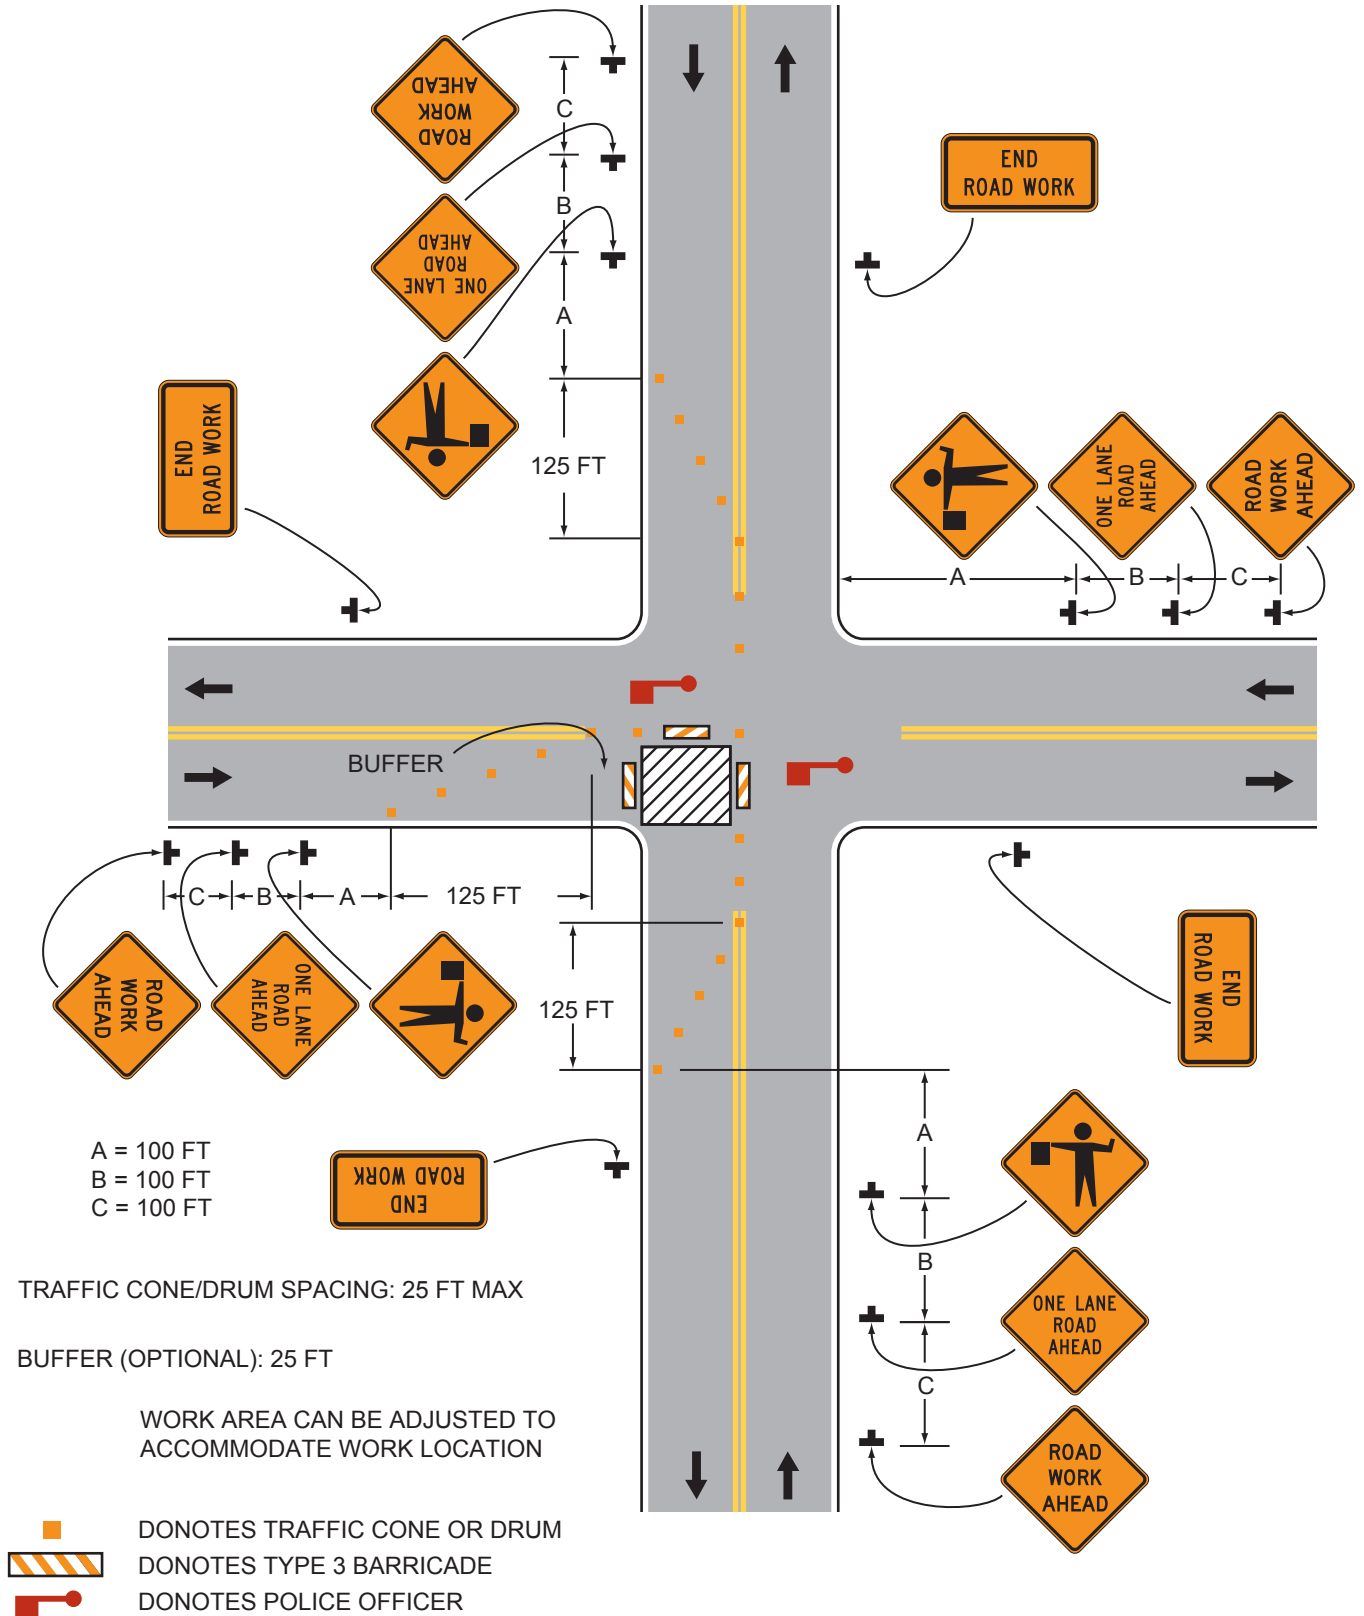 ROAD
WORK
AHEAD
C
END
ROAD WORK
B
ONE LANE
ROAD
AHEAD
A
END
ROAD WORK
125 FT
ONE LANE
ROAD
AHEAD
ROAD
WORK
AHEAD
A
B
C
BUFFER
C
B
A
125 FT
ROAD
WORK
AHEAD
ONE LANE
ROAD
AHEAD
END
ROAD WORK
125 FT
A
A = 100 FT
B = 100 FT
C = 100 FT
END
ROAD WORK
B
TRAFFIC CONE/DRUM SPACING: 25 FT MAX
ONE LANE
ROAD
AHEAD
BUFFER (OPTIONAL): 25 FT
C
WORK AREA CAN BE ADJUSTED TO
ACCOMMODATE WORK LOCATION
ROAD
WORK
AHEAD
DONOTES TRAFFIC CONE OR DRUM
DONOTES TYPE 3 BARRICADE
DONOTES POLICE OFFICER